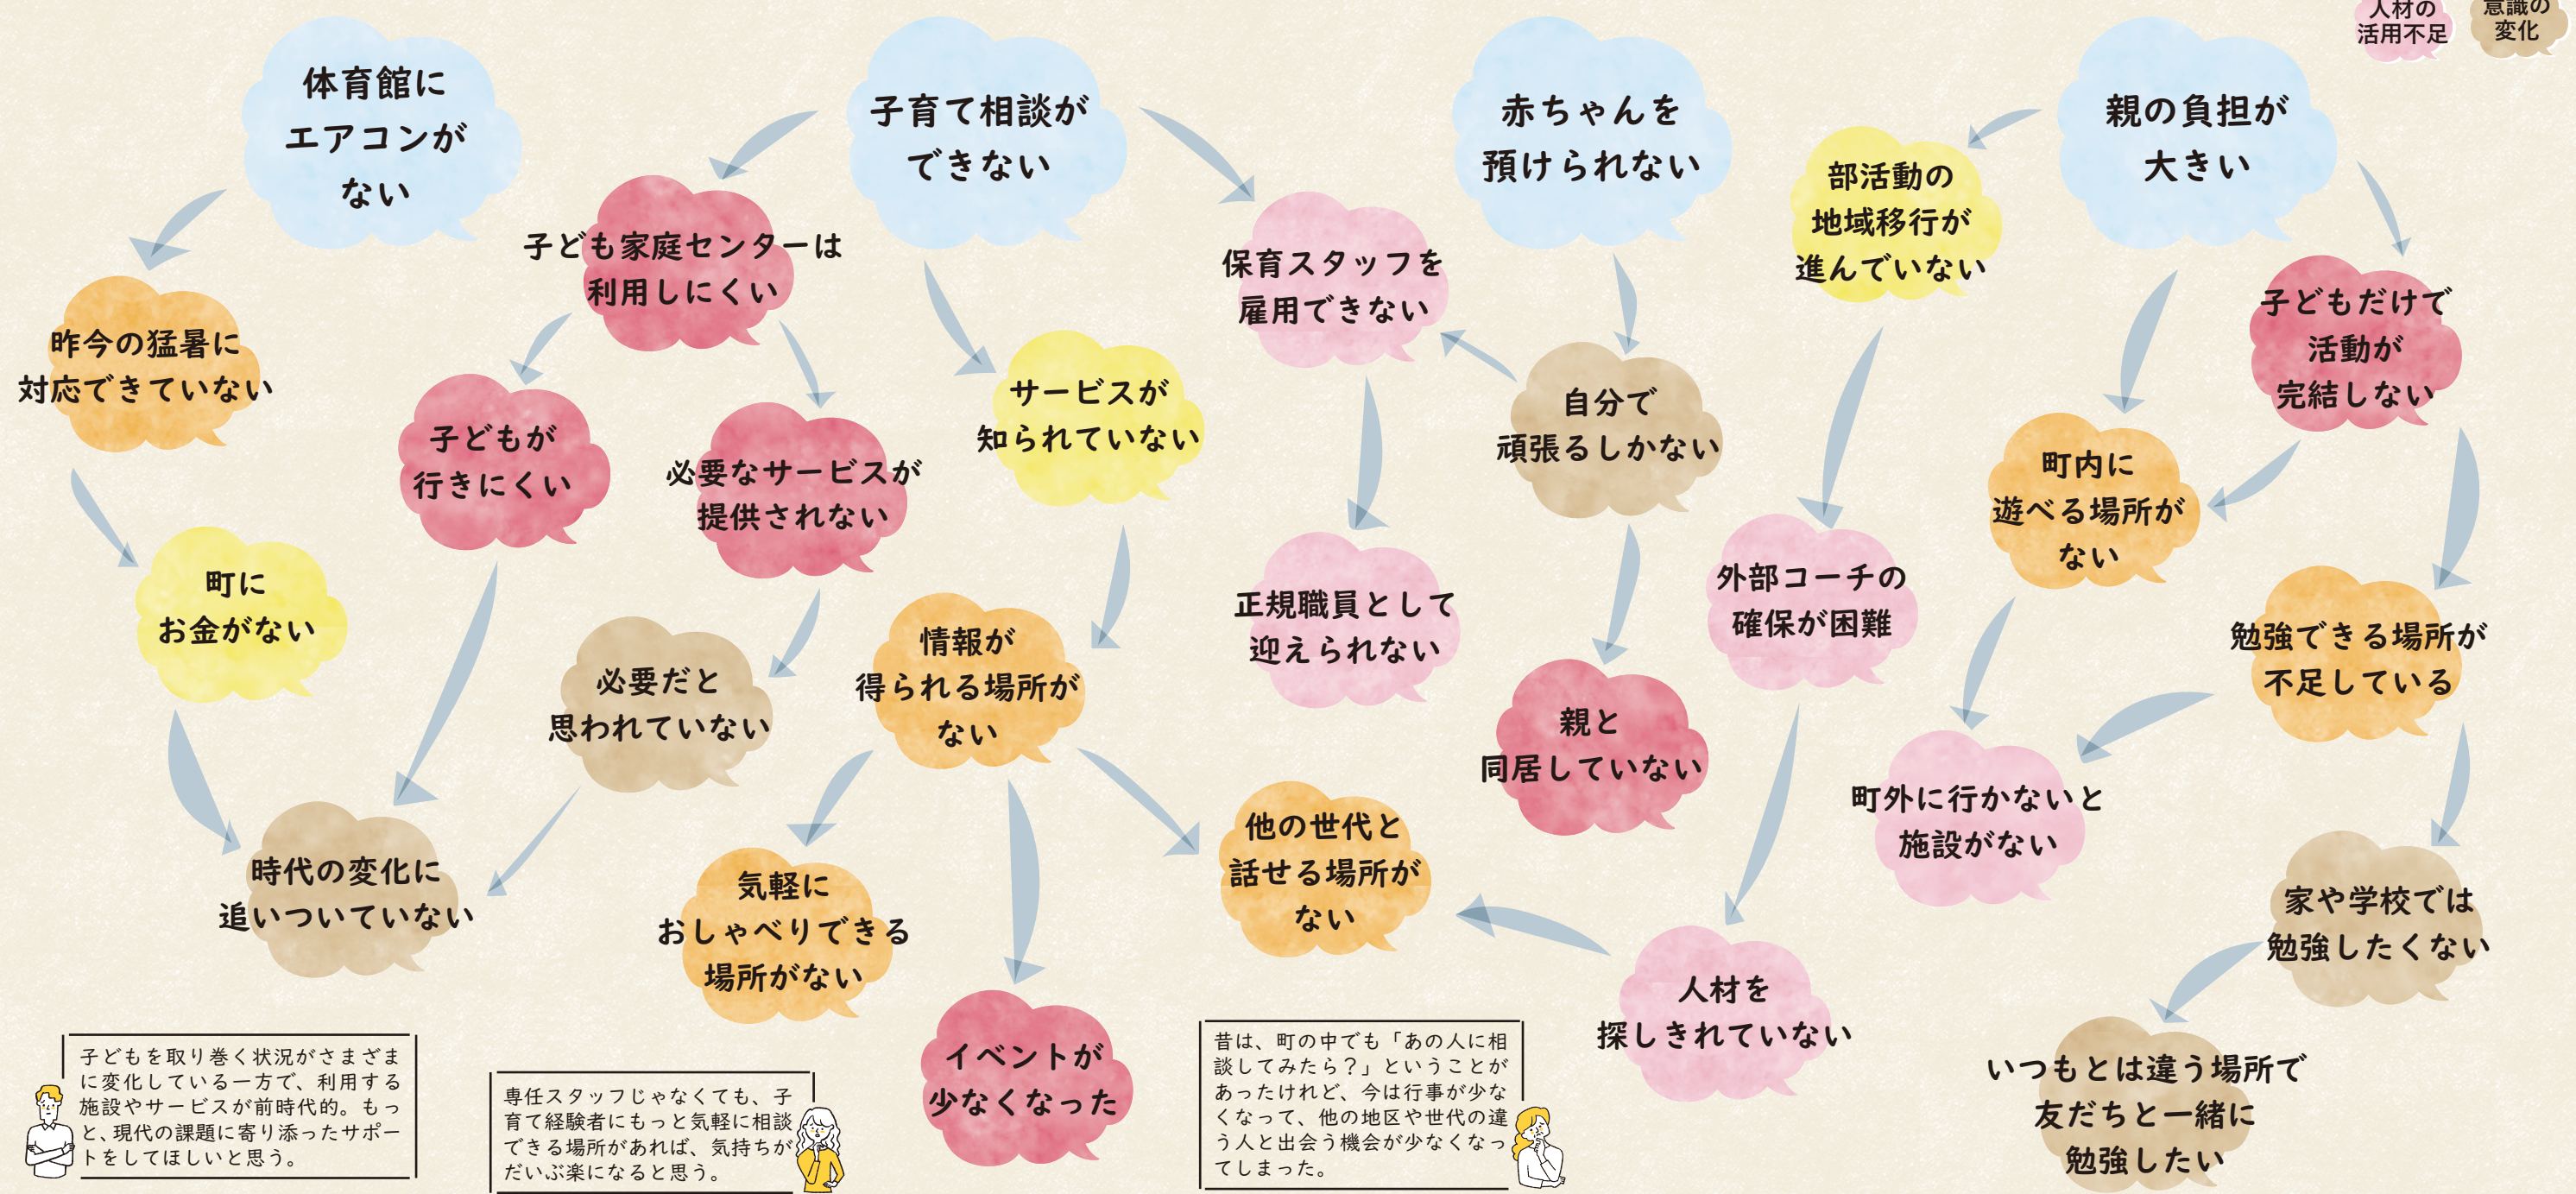 人材の
活用不足
意識の
変化
体育館に
エアコンが
ない
子育て相談が
できない
赤ちゃんを
預けられない
親の負担が
大きい
部活動の
地域移行が
進んでいない
子ども家庭センターは
利用しにくい
保育スタッフを
雇用できない
子どもだけで
活動が
完結しない
昨今の猛暑に
対応できていない
サービスが
知られていない
自分で
頑張るしかない
子どもが
行きにくい
必要なサービスが
提供されない
町内に
遊べる場所が
ない
町に
お金がない
正規職員として
迎えられない
外部コーチの
確保が困難
勉強できる場所が
不足している
必要だと
思われていない
情報が
得られる場所が
ない
親と
同居していない
町外に行かないと
施設がない
時代の変化に
追いついていない
気軽に
おしゃべりできる
場所がない
他の世代と
話せる場所が
ない
家や学校では
勉強したくない
人材を
探しきれていない
イベントが
少なくなった
いつもとは違う場所で
友だちと一緒に
勉強したい
子どもを取り巻く状況がさまざま
に変化している一方で、利用する
施設やサービスが前時代的。もっ
と、現代の課題に寄り添ったサポー
トをしてほしいと思う。
専任スタッフじゃなくても、子
育て経験者にもっと気軽に相談
できる場所があれば、気持ちが
だいぶ楽になると思う。
昔は、町の中でも「あの人に相
談してみたら？」ということが
あったけれど、今は行事が少な
くなって、他の地区や世代の違
う人と出会う機会が少なくなっ
てしまった。